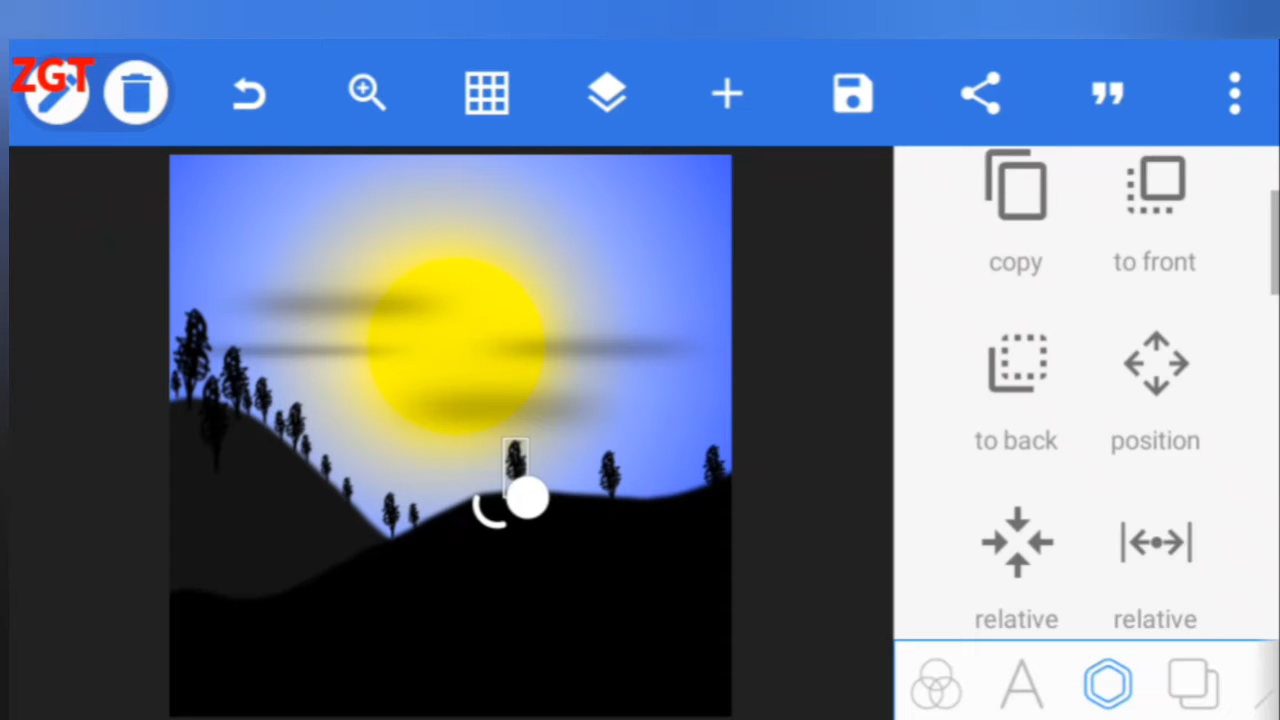 ZGT
copy
to front
to back
position
relative
relative